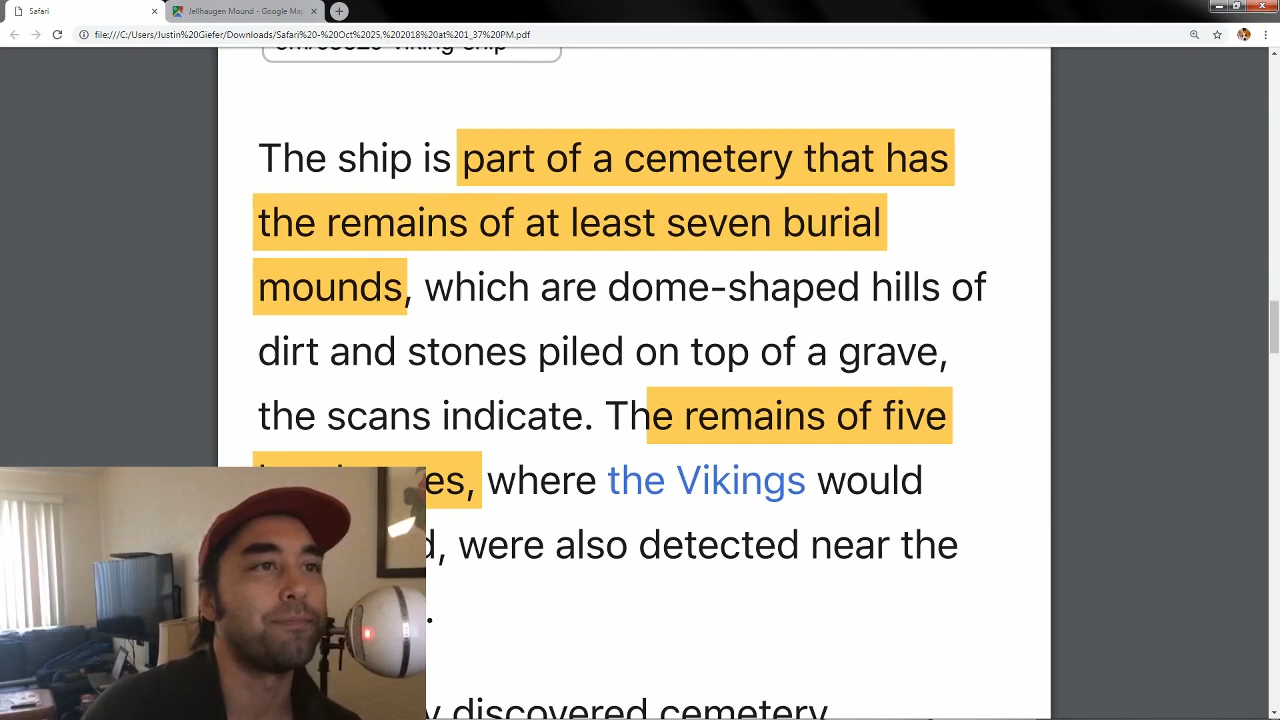 Safari
Jellhaugen Mound - Google Ma
file:///C:/Users/Justin%20Giefer/Downloads/Safari%20-%20Oct%2025,%202018%20at%201_37%20PM.pdf
The ship is part of a cemetery that has
the remains of at least seven burial
mounds, which are dome-shaped hills of
dirt and stones piled on top of a grave,
the scans indicate. The remains of five
es, where the Vikings would
d, were also detected near the
.
y discovered cemetery